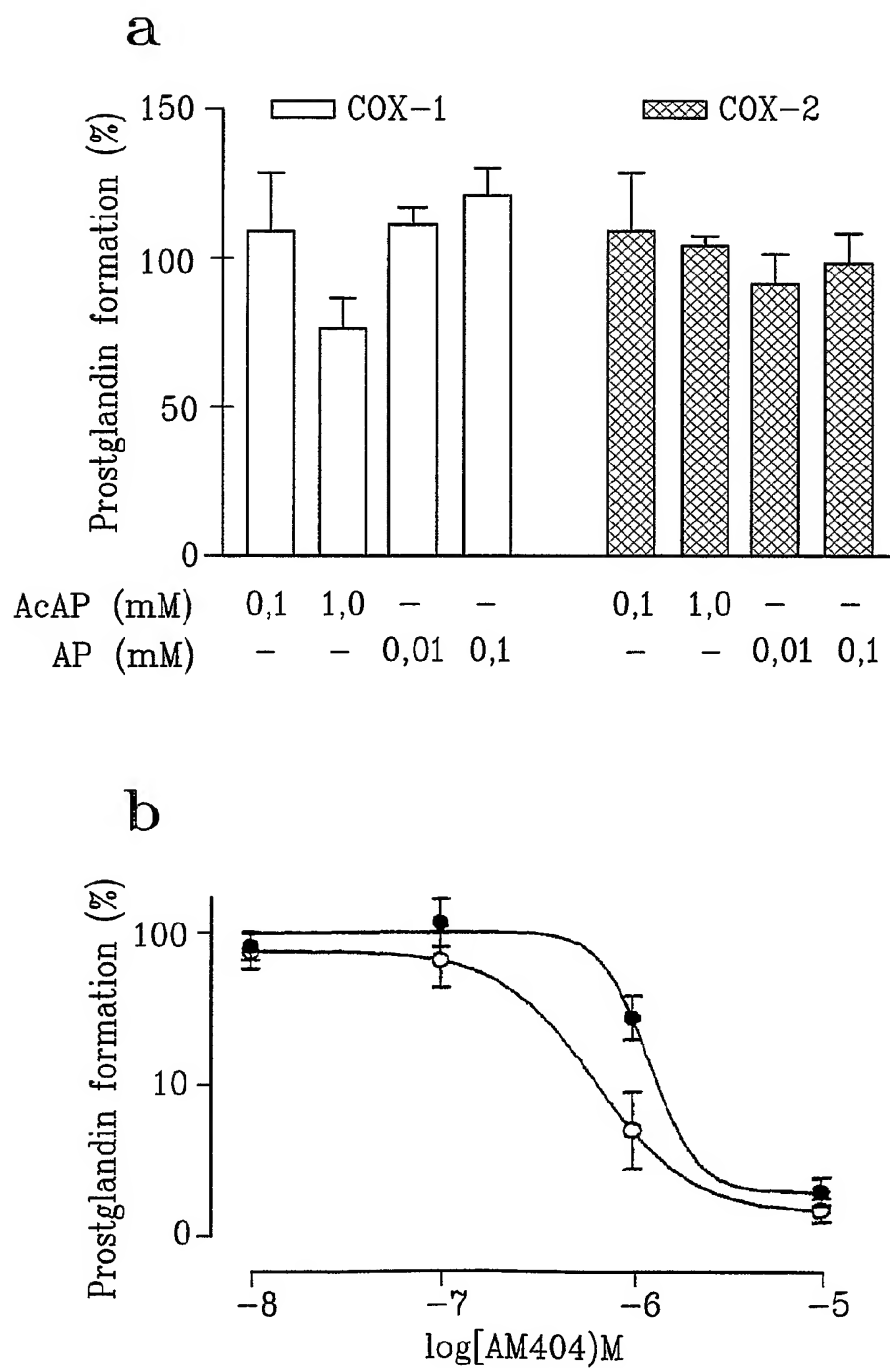 a
Prostglandin formation (%)
150
100
50
0
COX-1
COX-2
AcAP (mM) 0,1 1,0 – – 0,1 1,0 – –
AP (mM) – – 0,01 0,1 – – 0,01 0,1
b
Prostglandin formation (%)
100
10
0
-8 -7 -6 -5
log[AM404)M